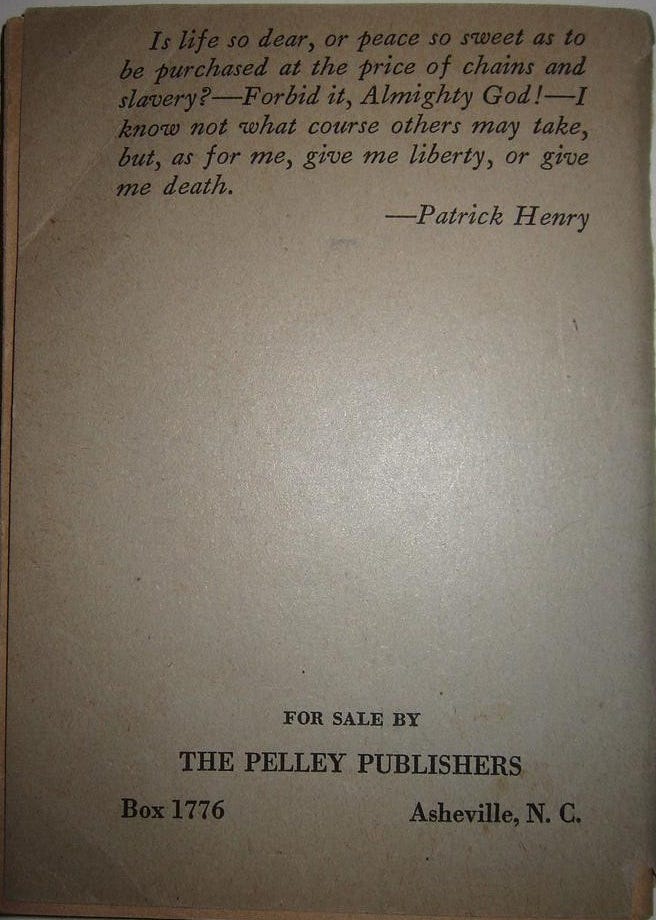 Is life so dear, or peace so sweet as to
be purchased at the price of chains and
slavery?—Forbid it, Almighty God!—I
know not what course others may take,
but, as for me, give me liberty, or give
me death.
—Patrick Henry
FOR SALE BY
THE PELLEY PUBLISHERS
Box 1776 Asheville, N. C.